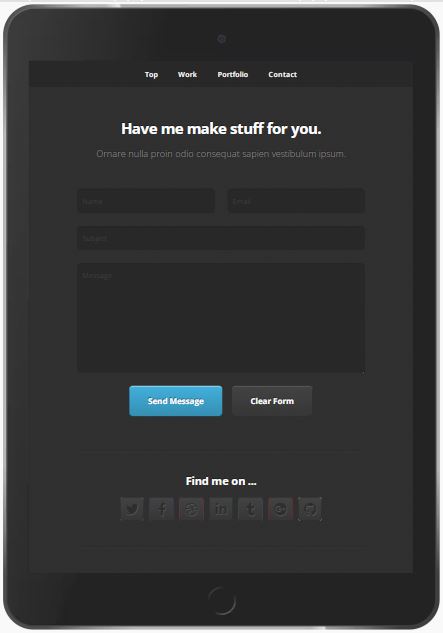 Top Work Portfolio Contact
Have me make stuff for you.
Ornare nulla proin odio consequat sapien vestibulum ipsum.
Name Email
Subject
Message
Send Message Clear Form
Find me on ...